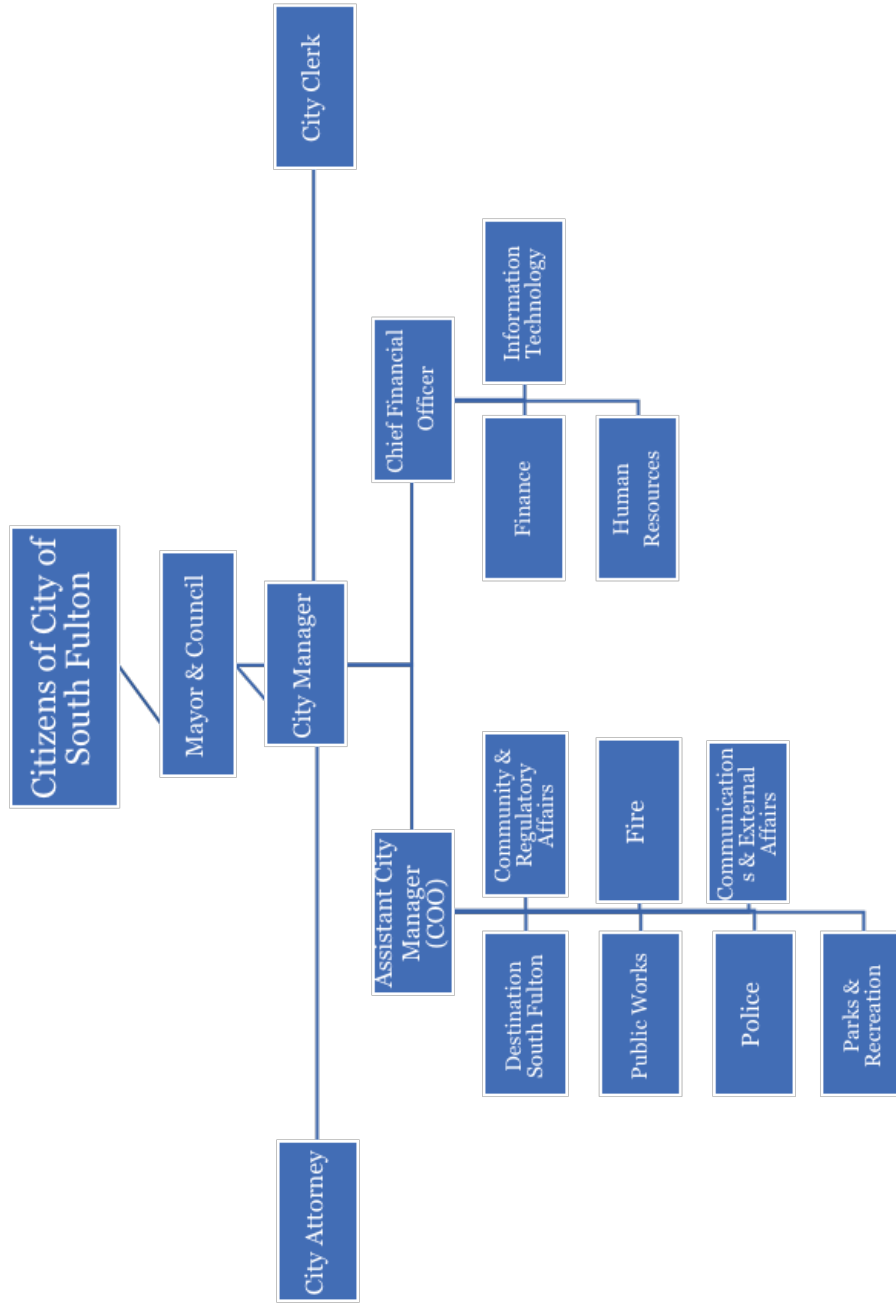 Citizens of City of
South Fulton
Mayor & Council
City Attorney
City Manager
City Clerk
Assistant City
Manager
(COO)
Chief Financial
Officer
Destination
South Fulton
Community &
Regulatory
Affairs
Finance
Information
Technology
Public Works
Fire
Human
Resources
Police
Communication
s & External
Affairs
Parks &
Recreation